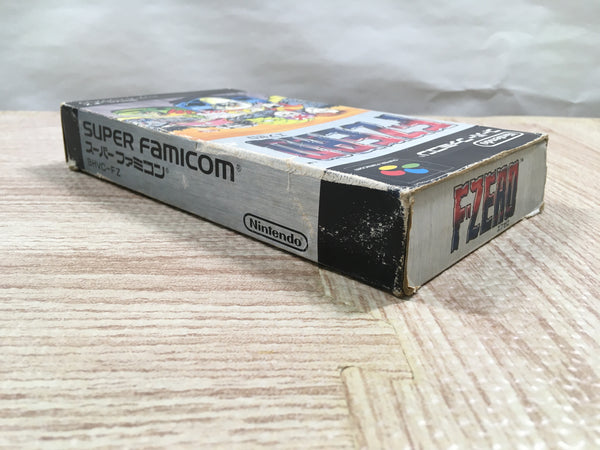 SUPER FAMICOM®
スーパーファミコン®
SHVC-FZ
Nintendo
F-ZERO
Nintendo
スーパーファミコン
F-ZERO